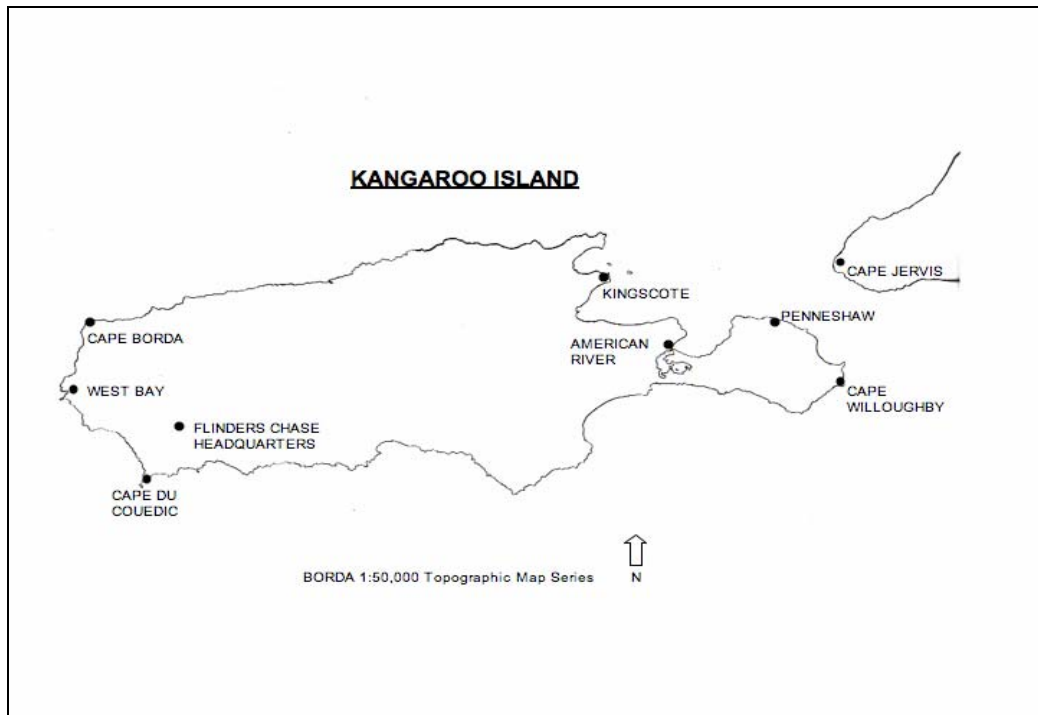 KANGAROO ISLAND
CAPE JERVIS
KINGSCOTE
PENNESHAW
CAPE BORDA
AMERICAN
RIVER
WEST BAY
CAPE
WILLOUGHBY
FLINDERS CHASE
HEADQUARTERS
CAPE DU
COUEDIC
BORDA 1:50,000 Topographic Map Series
N